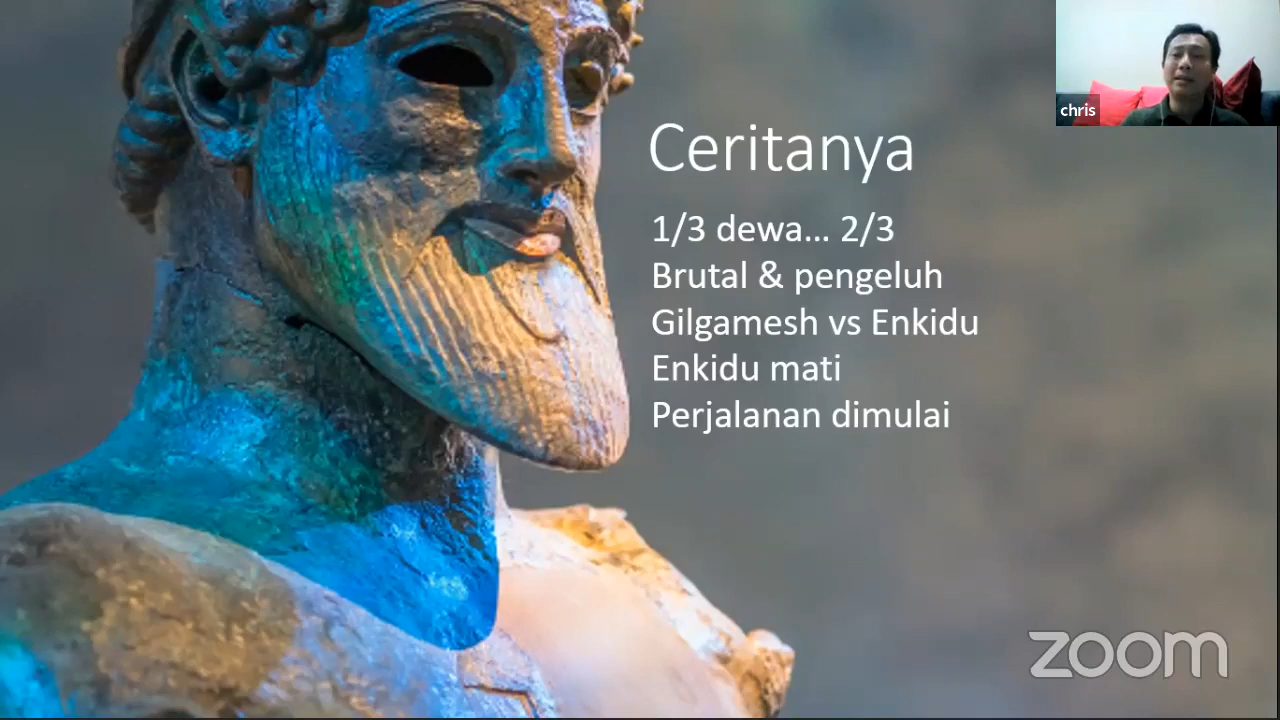 chris
Ceritanya
1/3 dewa... 2/3
Brutal & pengeluh
Gilgamesh vs Enkidu
Enkidu mati
Perjalanan dimulai
zoom